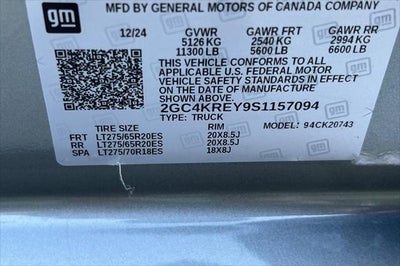 gm
MFD BY GENERAL MOTORS OF CANADA COMPANY
12/24 GVWR GAWR FRT GAWR RR
5126 KG 2540 KG 2994 KG
11300 LB 5600 LB 6600 LB
THIS VEHICLE CONFORMS TO ALL
APPLICABLE U.S. FEDERAL MOTOR
VEHICLE SAFETY STANDARDS IN EFFECT
ON THE DATE OF MANUFACTURE
SHOWN ABOVE.
2GC4KREY9S1157094
TYPE: TRUCK
TIRE SIZE RIM MODEL: 94CK20743
FRT LT275/65R20ES 20X8.5J
RR LT275/65R20ES 20X8.5J
SPA LT275/70R18ES 18X8J